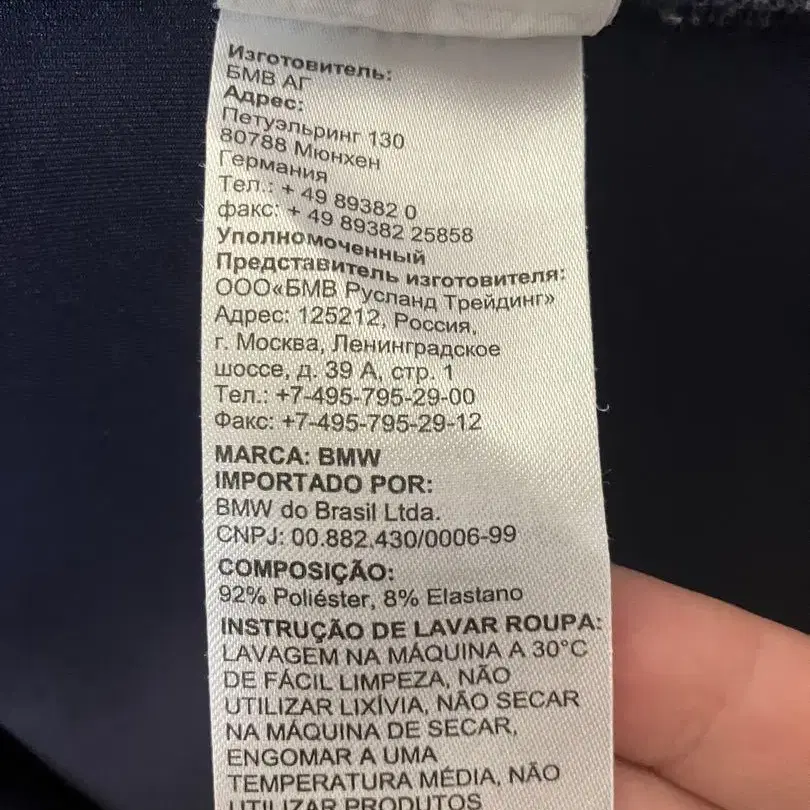 Изготовитель:
БМВ АГ
Адрес:
Петуэльринг 130
80788 Мюнхен
Германия
Тел.: + 49 89382 0
факс: + 49 89382 25858
Уполномоченный
Представитель изготовителя:
ООО«БМВ Русланд Трейдинг»
Адрес: 125212, Россия,
г. Москва, Ленинградское
шоссе, д. 39 А, стр. 1
Тел.: +7-495-795-29-00
Факс: +7-495-795-29-12
MARCA: BMW
IMPORTADO POR:
BMW do Brasil Ltda.
CNPJ: 00.882.430/0006-99
COMPOSIÇÃO:
92% Poliéster, 8% Elastano
INSTRUÇÃO DE LAVAR ROUPA:
LAVAGEM NA MÁQUINA A 30°C
DE FÁCIL LIMPEZA, NÃO
UTILIZAR LIXÍVIA, NÃO SECAR
NA MÁQUINA DE SECAR,
ENGOMAR A UMA
TEMPERATURA MÉDIA, NÃO
UTILIZAR PRODUTOS